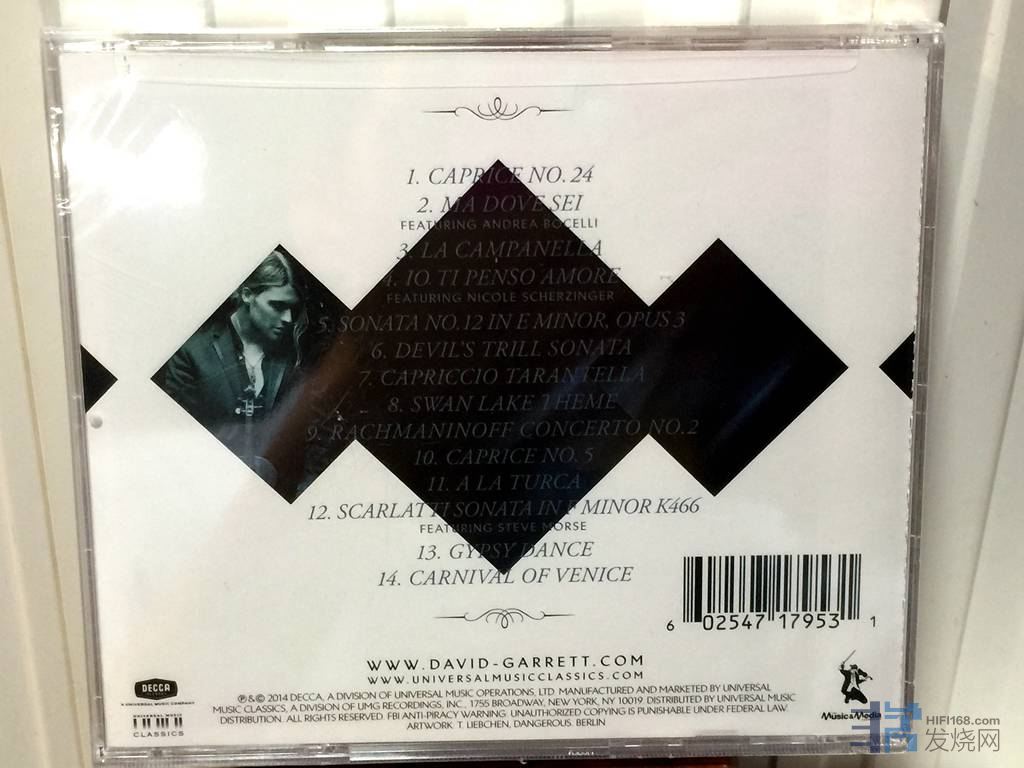 1. CAPRICE NO. 24
2. MA DOVE SEI
FEATURING ANDREA BOCELLI
3. LA CAMPANELLA
4. IO TI PENSO AMORE
FEATURING NICOLE SCHERZINGER
5. SONATA NO. 12 IN E MINOR, OPUS 3
6. DEVIL'S TRILL SONATA
7. CAPRICCIO TARANTELLA
8. SWAN LAKE THEME
9. RACHMANINOFF CONCERTO NO. 2
10. CAPRICE NO. 5
11. A LA TURCA
12. SCARLATTI SONATA IN F MINOR K466
FEATURING STEVE MORSE
13. GYPSY DANCE
14. CARNIVAL OF VENICE
6 02547 17953 1
WWW.DAVID-GARRETT.COM
WWW.UNIVERSALMUSICCLASSICS.COM
DECCA
A UNIVERSAL MUSIC COMPANY
UNIVERSAL MUSIC
CLASSICS
℗&© 2014 DECCA, A DIVISION OF UNIVERSAL MUSIC OPERATIONS, LTD MANUFACTURED AND MARKETED BY UNIVERSAL
MUSIC CLASSICS, A DIVISION OF UMG RECORDINGS, INC., 1755 BROADWAY, NEW YORK, NY 10019 DISTRIBUTED BY UNIVERSAL MUSIC
DISTRIBUTION. ALL RIGHTS RESERVED. FBI ANTI-PIRACY WARNING: UNAUTHORIZED COPYING IS PUNISHABLE UNDER FEDERAL LAW.
ARTWORK: T. LIEBCHEN, DANGEROUS. BERLIN
Music&Media
HIFI168.com
发烧网